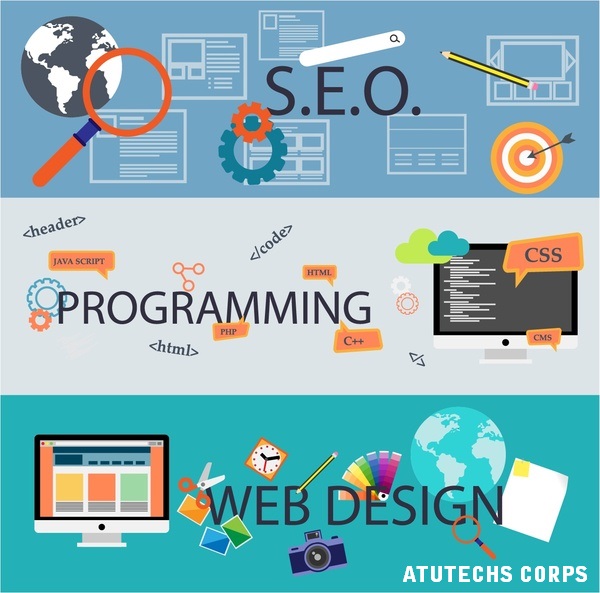 S.E.O.
<header>
</code>
JAVA SCRIPT
HTML
CSS
PROGRAMMING
PHP
C++
CMS
<html>
</>
WEB DESIGN
ATUTECHS CORPS